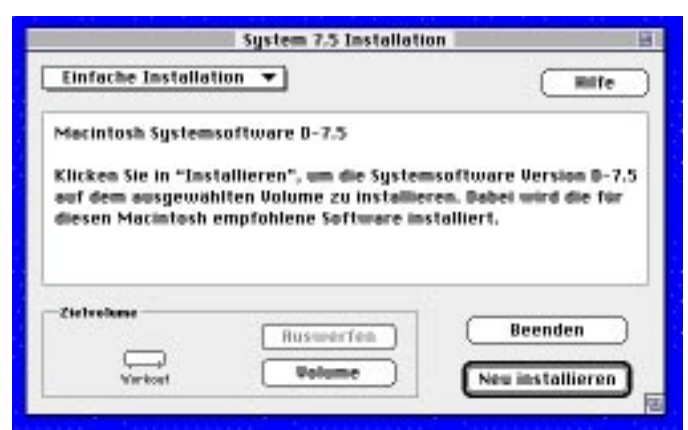 System 7.5 Installation
Einfache Installation
Hilfe
Macintosh Systemsoftware D-7.5
Klicken Sie in "Installieren", um die Systemsoftware Version D-7.5
auf dem ausgewählten Volume zu installieren. Dabei wird die für
diesen Macintosh empfohlene Software installiert.
Zielvolume
Auswerfen
Beenden
Volume
Neu installieren